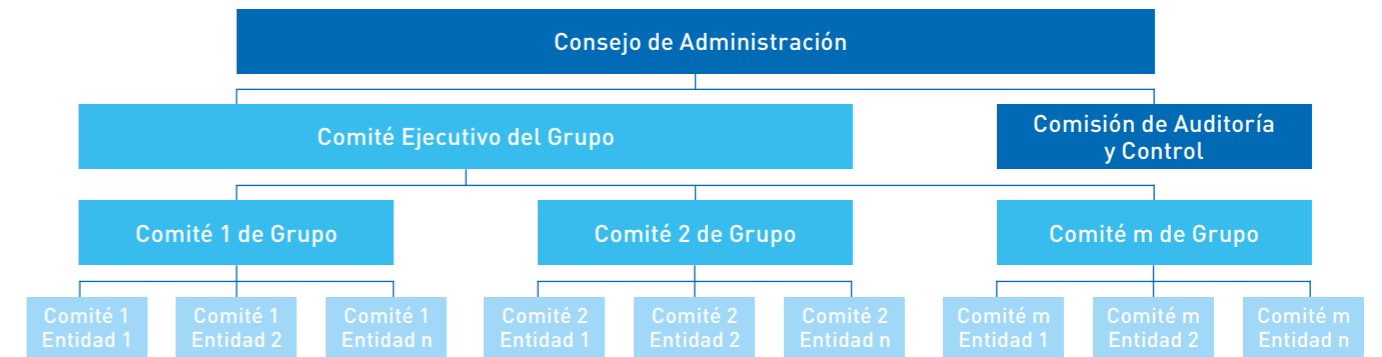 Consejo de Administración
Comité Ejecutivo del Grupo
Comisión de Auditoría
y Control
Comité 1 de Grupo
Comité 2 de Grupo
Comité m de Grupo
Comité 1
Entidad 1
Comité 1
Entidad 2
Comité 1
Entidad n
Comité 2
Entidad 1
Comité 2
Entidad 2
Comité 2
Entidad n
Comité m
Entidad 1
Comité m
Entidad 2
Comité m
Entidad n